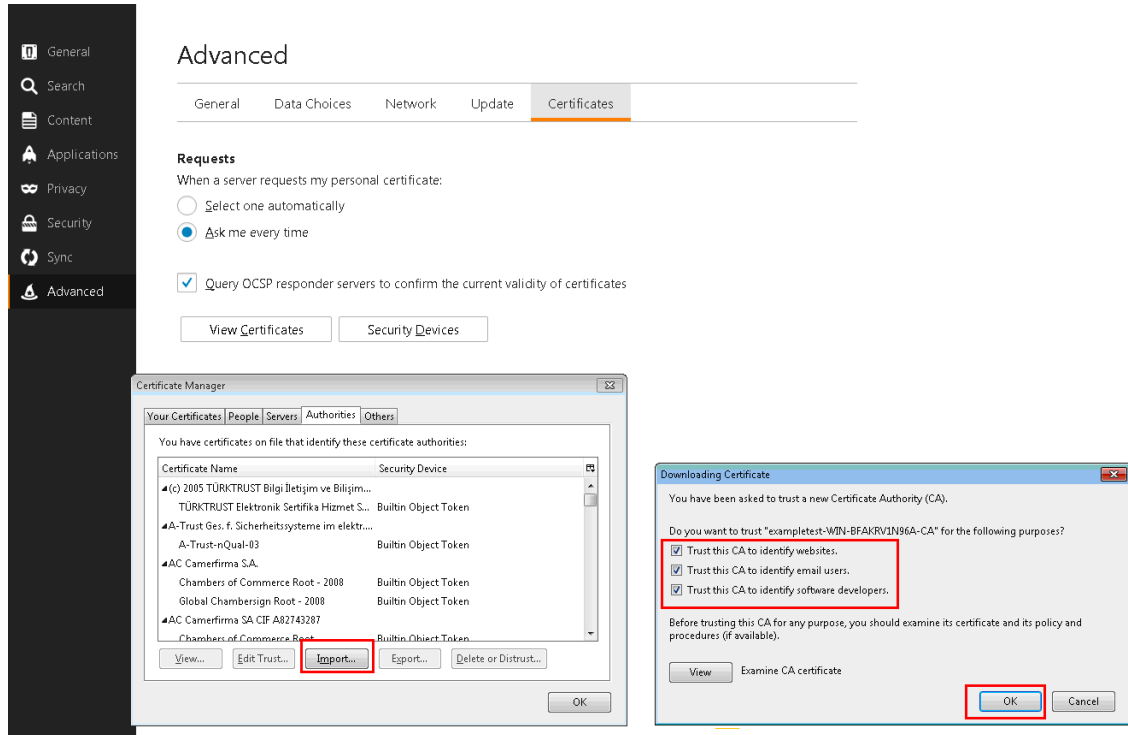 General
Search
Content
Applications
Privacy
Security
Sync
Advanced
Advanced
General Data Choices Network Update Certificates
Requests
When a server requests my personal certificate:
Select one automatically
Ask me every time
Query OCSP responder servers to confirm the current validity of certificates
View Certificates Security Devices
Certificate Manager
Your Certificates People Servers Authorities Others
You have certificates on file that identify these certificate authorities:
Certificate Name Security Device
(c) 2005 TÜRKTRUST Bilgi İletişim ve Bilişim...
TÜRKTRUST Elektronik Sertifika Hizmet S... Builtin Object Token
A-Trust Ges. f. Sicherheitssysteme im elektr....
A-Trust-nQual-03 Builtin Object Token
AC Camerfirma S.A.
Chambers of Commerce Root - 2008 Builtin Object Token
Global Chambersign Root - 2008 Builtin Object Token
AC Camerfirma SA CIF A82743287
Chambers of Commerce Root Builtin Object Token
View... Edit Trust... Import... Export... Delete or Distrust...
OK
Downloading Certificate
You have been asked to trust a new Certificate Authority (CA).
Do you want to trust "exampletest-WIN-BFAKRV1N96A-CA" for the following purposes?
Trust this CA to identify websites.
Trust this CA to identify email users.
Trust this CA to identify software developers.
Before trusting this CA for any purpose, you should examine its certificate and its policy and
procedures (if available).
View Examine CA certificate
OK Cancel